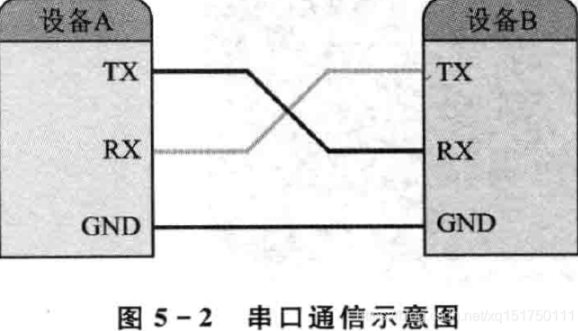 设备A
设备B
TX
TX
RX
RX
GND
GND
图 5-2 串口通信示意图
net/xq151750111